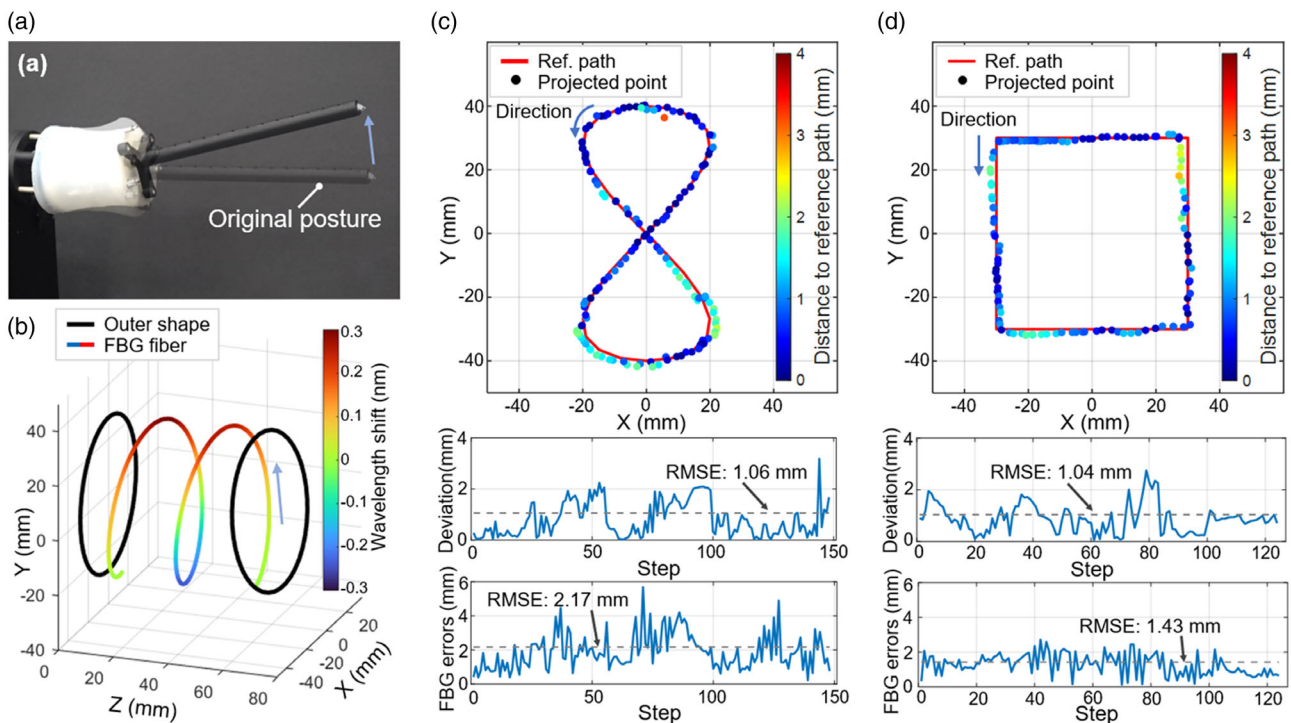 (a)
(a)
Original posture
(b)
Outer shape
FBG fiber
0.3
0.2
0.1
0
-0.1
-0.2
-0.3
Wavelength shift (nm)
40
20
0
-20
-40
Y (mm)
0
20
40
60
80
Z (mm)
-40
-20
0
20
X (mm)
(c)
Ref. path
Projected point
Direction
60
40
20
0
-20
-40
Y (mm)
-40
-20
0
20
40
X (mm)
4
3
2
1
0
Distance to reference path (mm)
4
2
0
Deviation(mm)
RMSE: 1.06 mm
0
50
100
150
Step
6
4
2
0
FBG errors (mm)
RMSE: 2.17 mm
0
50
100
150
Step
(d)
Ref. path
Projected point
Direction
60
40
20
0
-20
-40
Y (mm)
-40
-20
0
20
40
X (mm)
4
3
2
1
0
Distance to reference path (mm)
4
2
0
Deviation(mm)
RMSE: 1.04 mm
0
20
40
60
80
100
120
Step
6
4
2
0
FBG errors (mm)
RMSE: 1.43 mm
0
20
40
60
80
100
120
Step